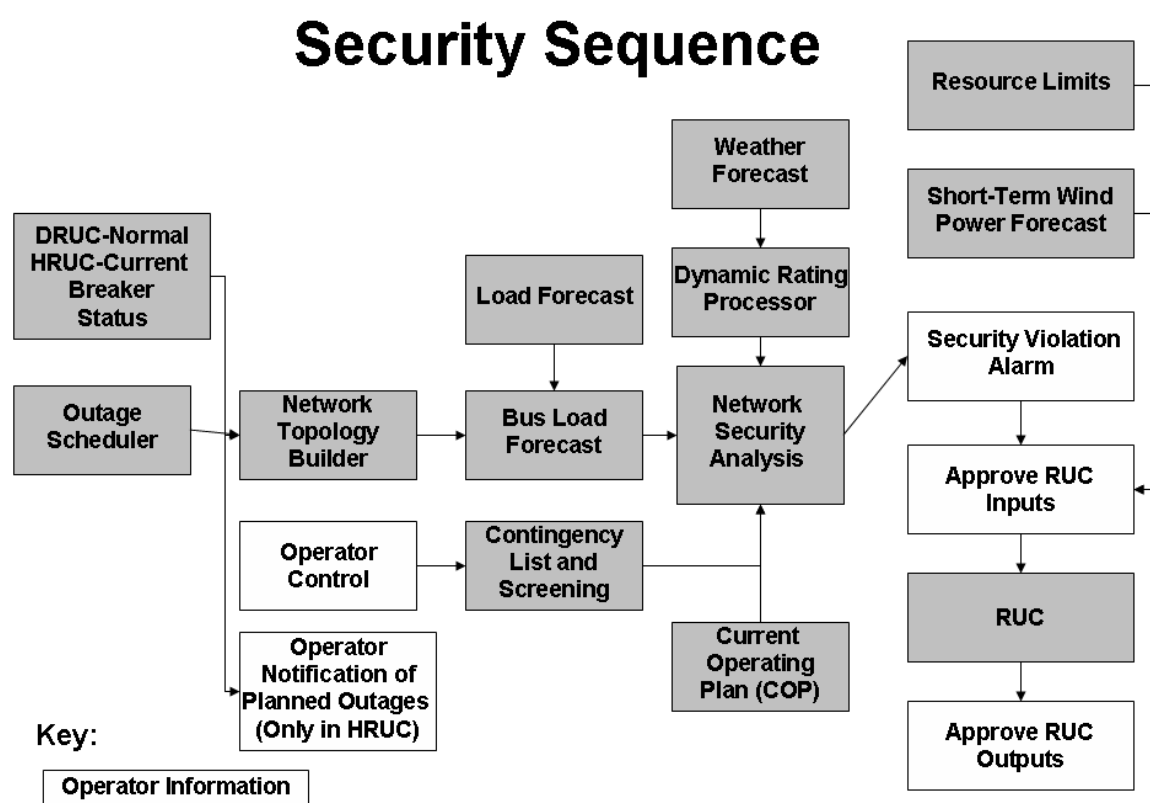 Security Sequence
Resource Limits
Weather
Forecast
Short-Term Wind
Power Forecast
DRUC-Normal
HRUC-Current
Breaker
Status
Load Forecast
Dynamic Rating
Processor
Security Violation
Alarm
Outage
Scheduler
Network
Topology
Builder
Bus Load
Forecast
Network
Security
Analysis
Approve RUC
Inputs
Operator
Control
Contingency
List and
Screening
RUC
Operator
Notification of
Planned Outages
(Only in HRUC)
Current
Operating
Plan (COP)
Approve RUC
Outputs
Key:
Operator Information